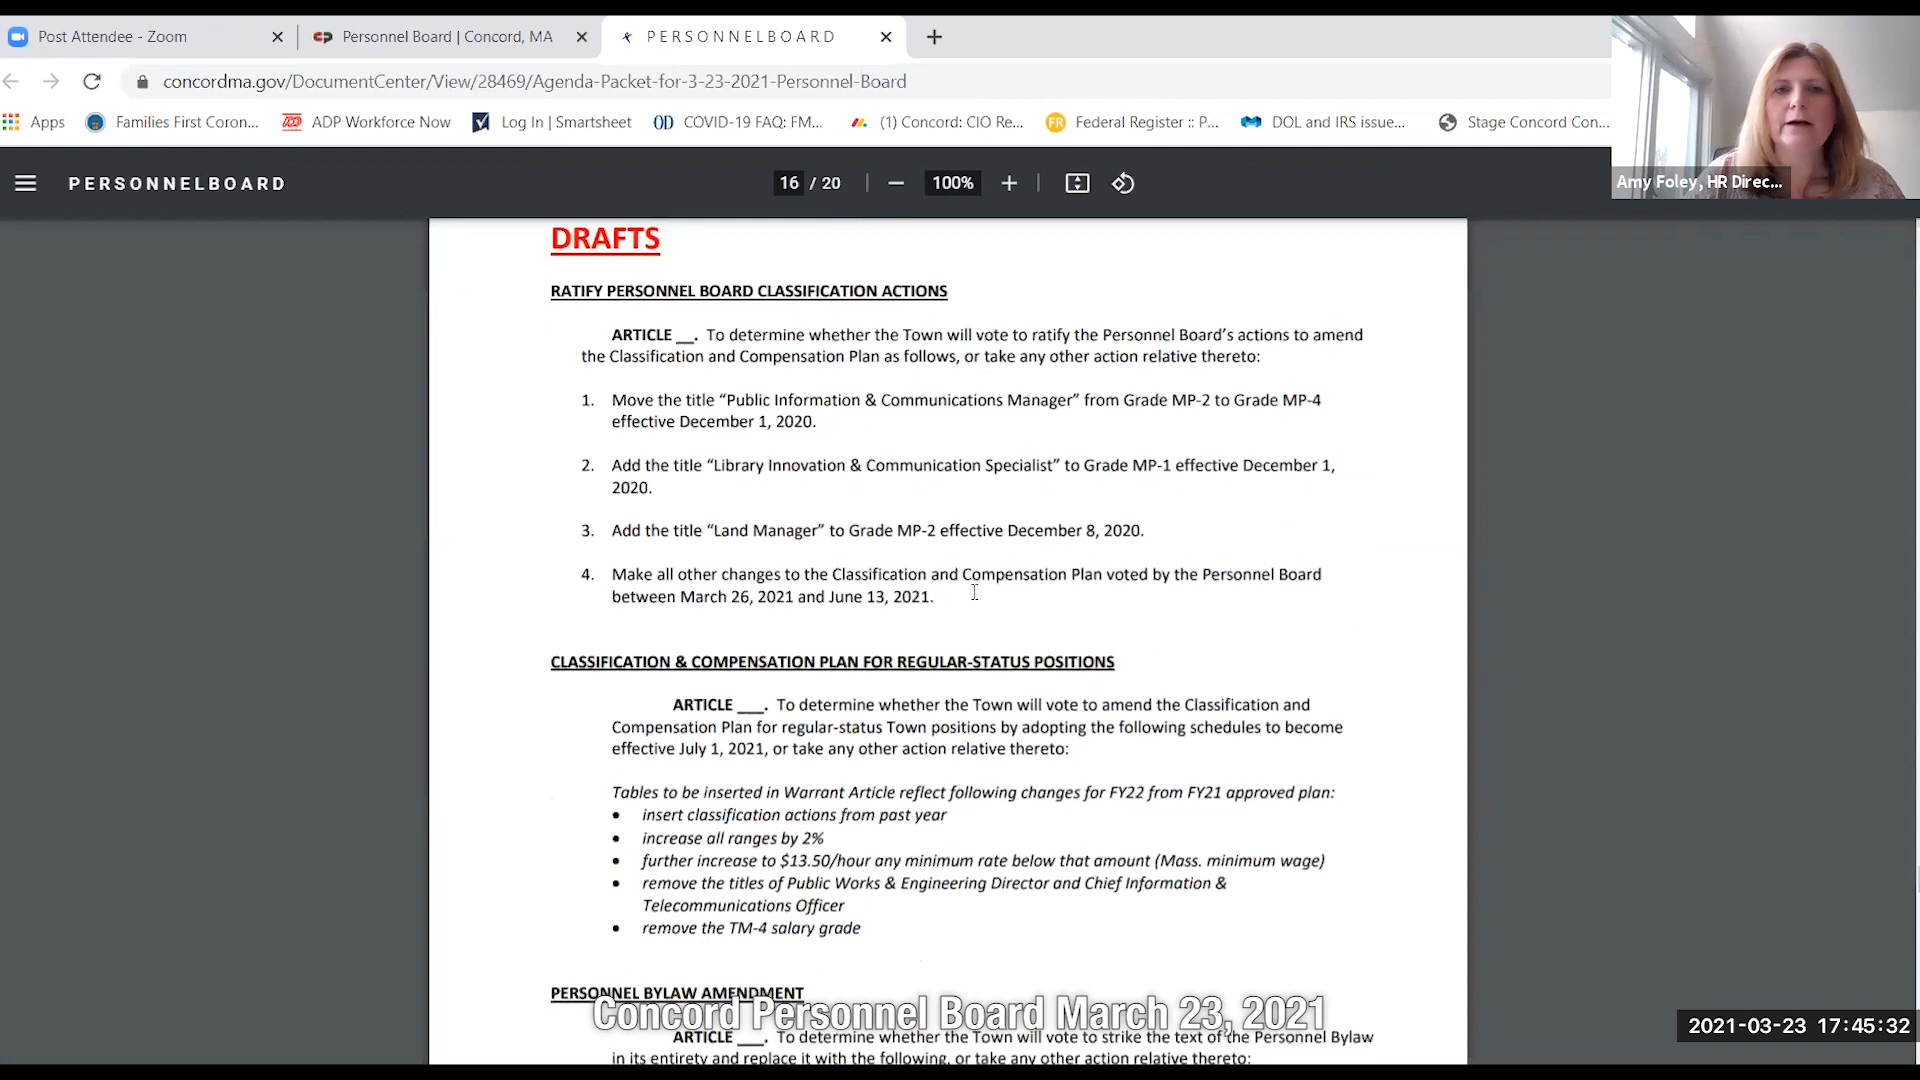 Post Attendee - Zoom
Personnel Board | Concord, MA
PERSONNELBOARD
concordma.gov/DocumentCenter/View/28469/Agenda-Packet-for-3-23-2021-Personnel-Board
Apps
Families First Coron...
ADP Workforce Now
Log In | Smartsheet
OD COVID-19 FAQ: FM...
(1) Concord: CIO Re...
FR Federal Register :: P...
DOL and IRS issue...
Stage Concord Con...
Amy Foley, HR Direc...
PERSONNELBOARD
16 / 20
100%
DRAFTS
RATIFY PERSONNEL BOARD CLASSIFICATION ACTIONS
ARTICLE __. To determine whether the Town will vote to ratify the Personnel Board's actions to amend
the Classification and Compensation Plan as follows, or take any other action relative thereto:
1. Move the title “Public Information & Communications Manager” from Grade MP-2 to Grade MP-4
effective December 1, 2020.
2. Add the title “Library Innovation & Communication Specialist” to Grade MP-1 effective December 1,
2020.
3. Add the title “Land Manager” to Grade MP-2 effective December 8, 2020.
4. Make all other changes to the Classification and Compensation Plan voted by the Personnel Board
between March 26, 2021 and June 13, 2021.
CLASSIFICATION & COMPENSATION PLAN FOR REGULAR-STATUS POSITIONS
ARTICLE ___. To determine whether the Town will vote to amend the Classification and
Compensation Plan for regular-status Town positions by adopting the following schedules to become
effective July 1, 2021, or take any other action relative thereto:
Tables to be inserted in Warrant Article reflect following changes for FY22 from FY21 approved plan:
• insert classification actions from past year
• increase all ranges by 2%
• further increase to $13.50/hour any minimum rate below that amount (Mass. minimum wage)
• remove the titles of Public Works & Engineering Director and Chief Information &
Telecommunications Officer
• remove the TM-4 salary grade
PERSONNEL BYLAW AMENDMENT
Concord Personnel Board March 23, 2021
2021-03-23 17:45:32
ARTICLE ___. To determine whether the Town will vote to strike the text of the Personnel Bylaw
in its entirety and replace it with the following, or take any other action relative thereto: